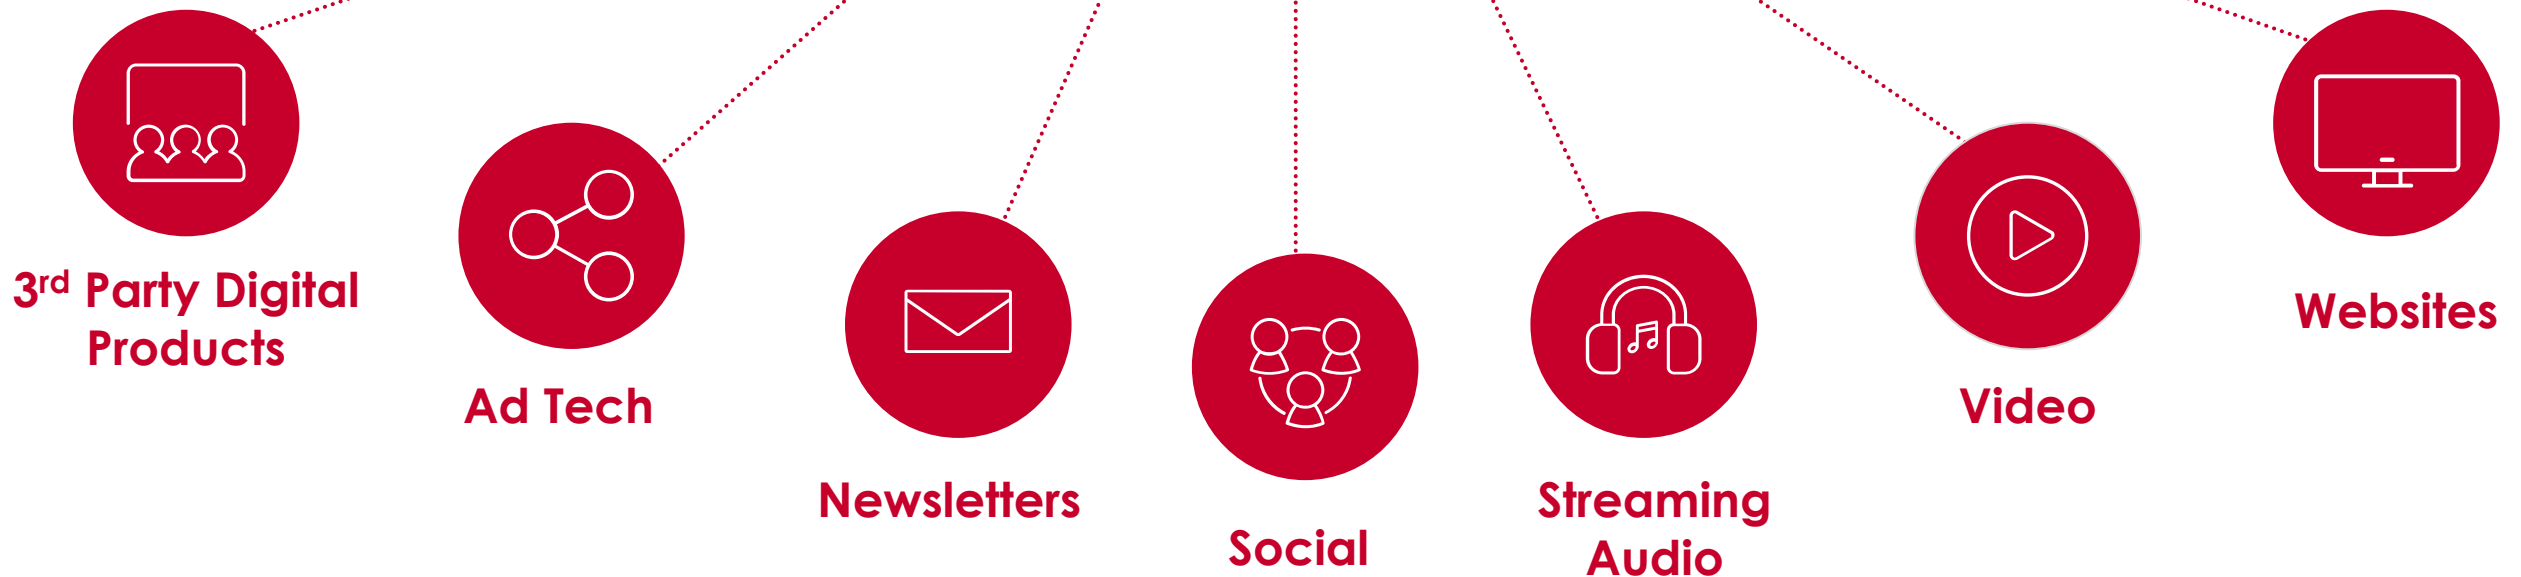 3rd Party Digital
Products
Ad Tech
Newsletters
Social
Streaming
Audio
Video
Websites